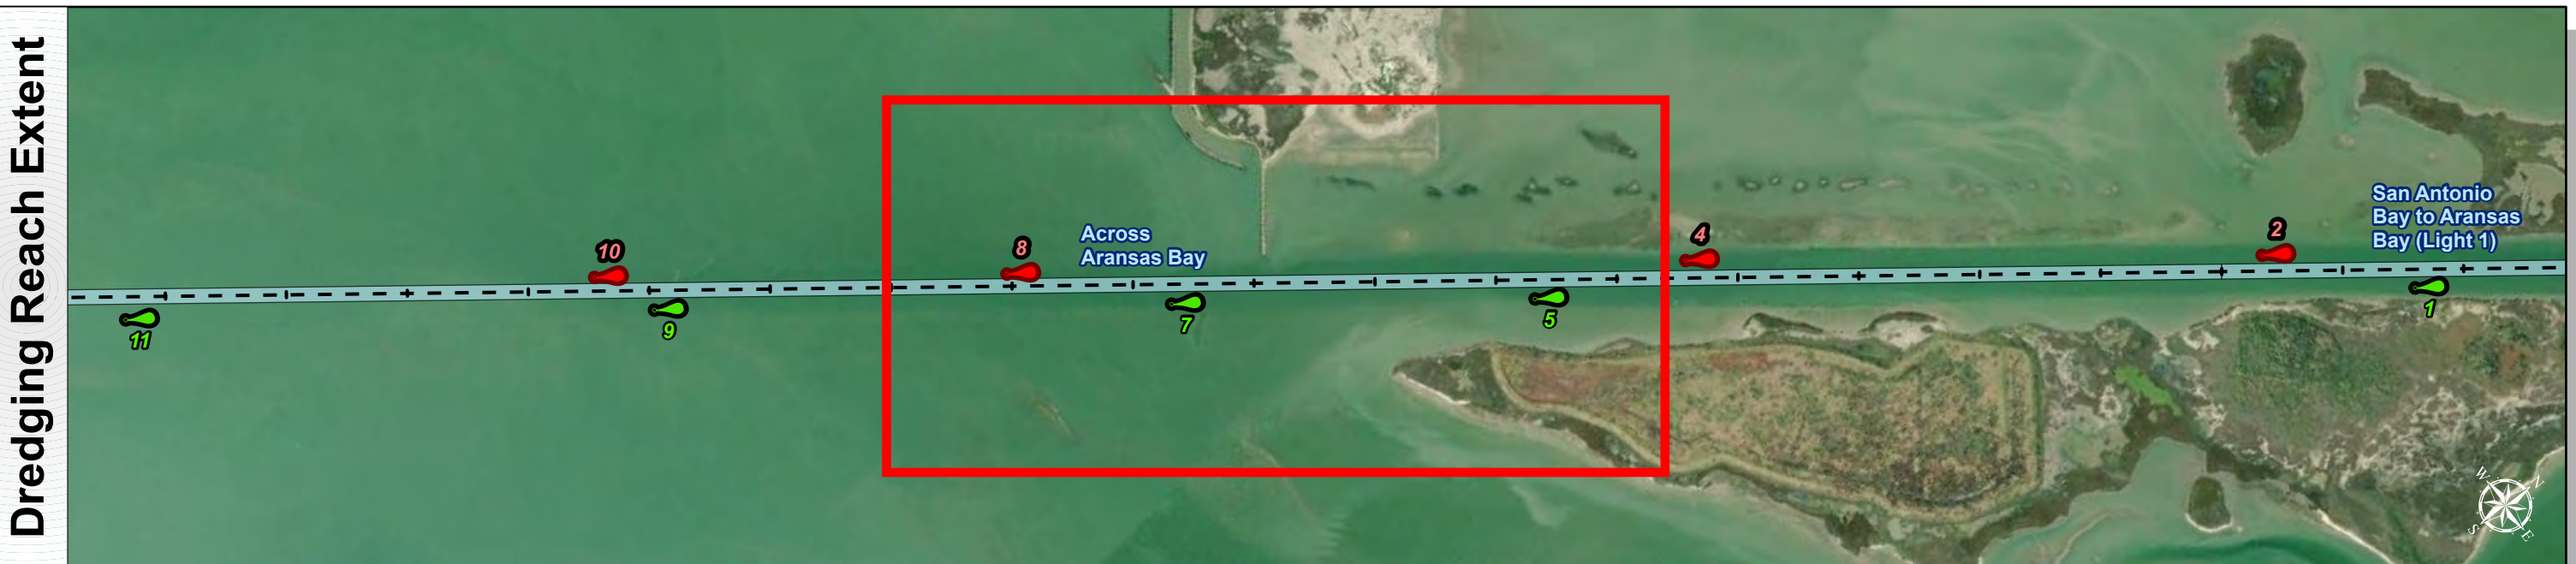 Dredging Reach Extent
10
8
Across
Aransas Bay
4
2
San Antonio
Bay to Aransas
Bay (Light 1)
11
9
7
5
1
W
N
S
E